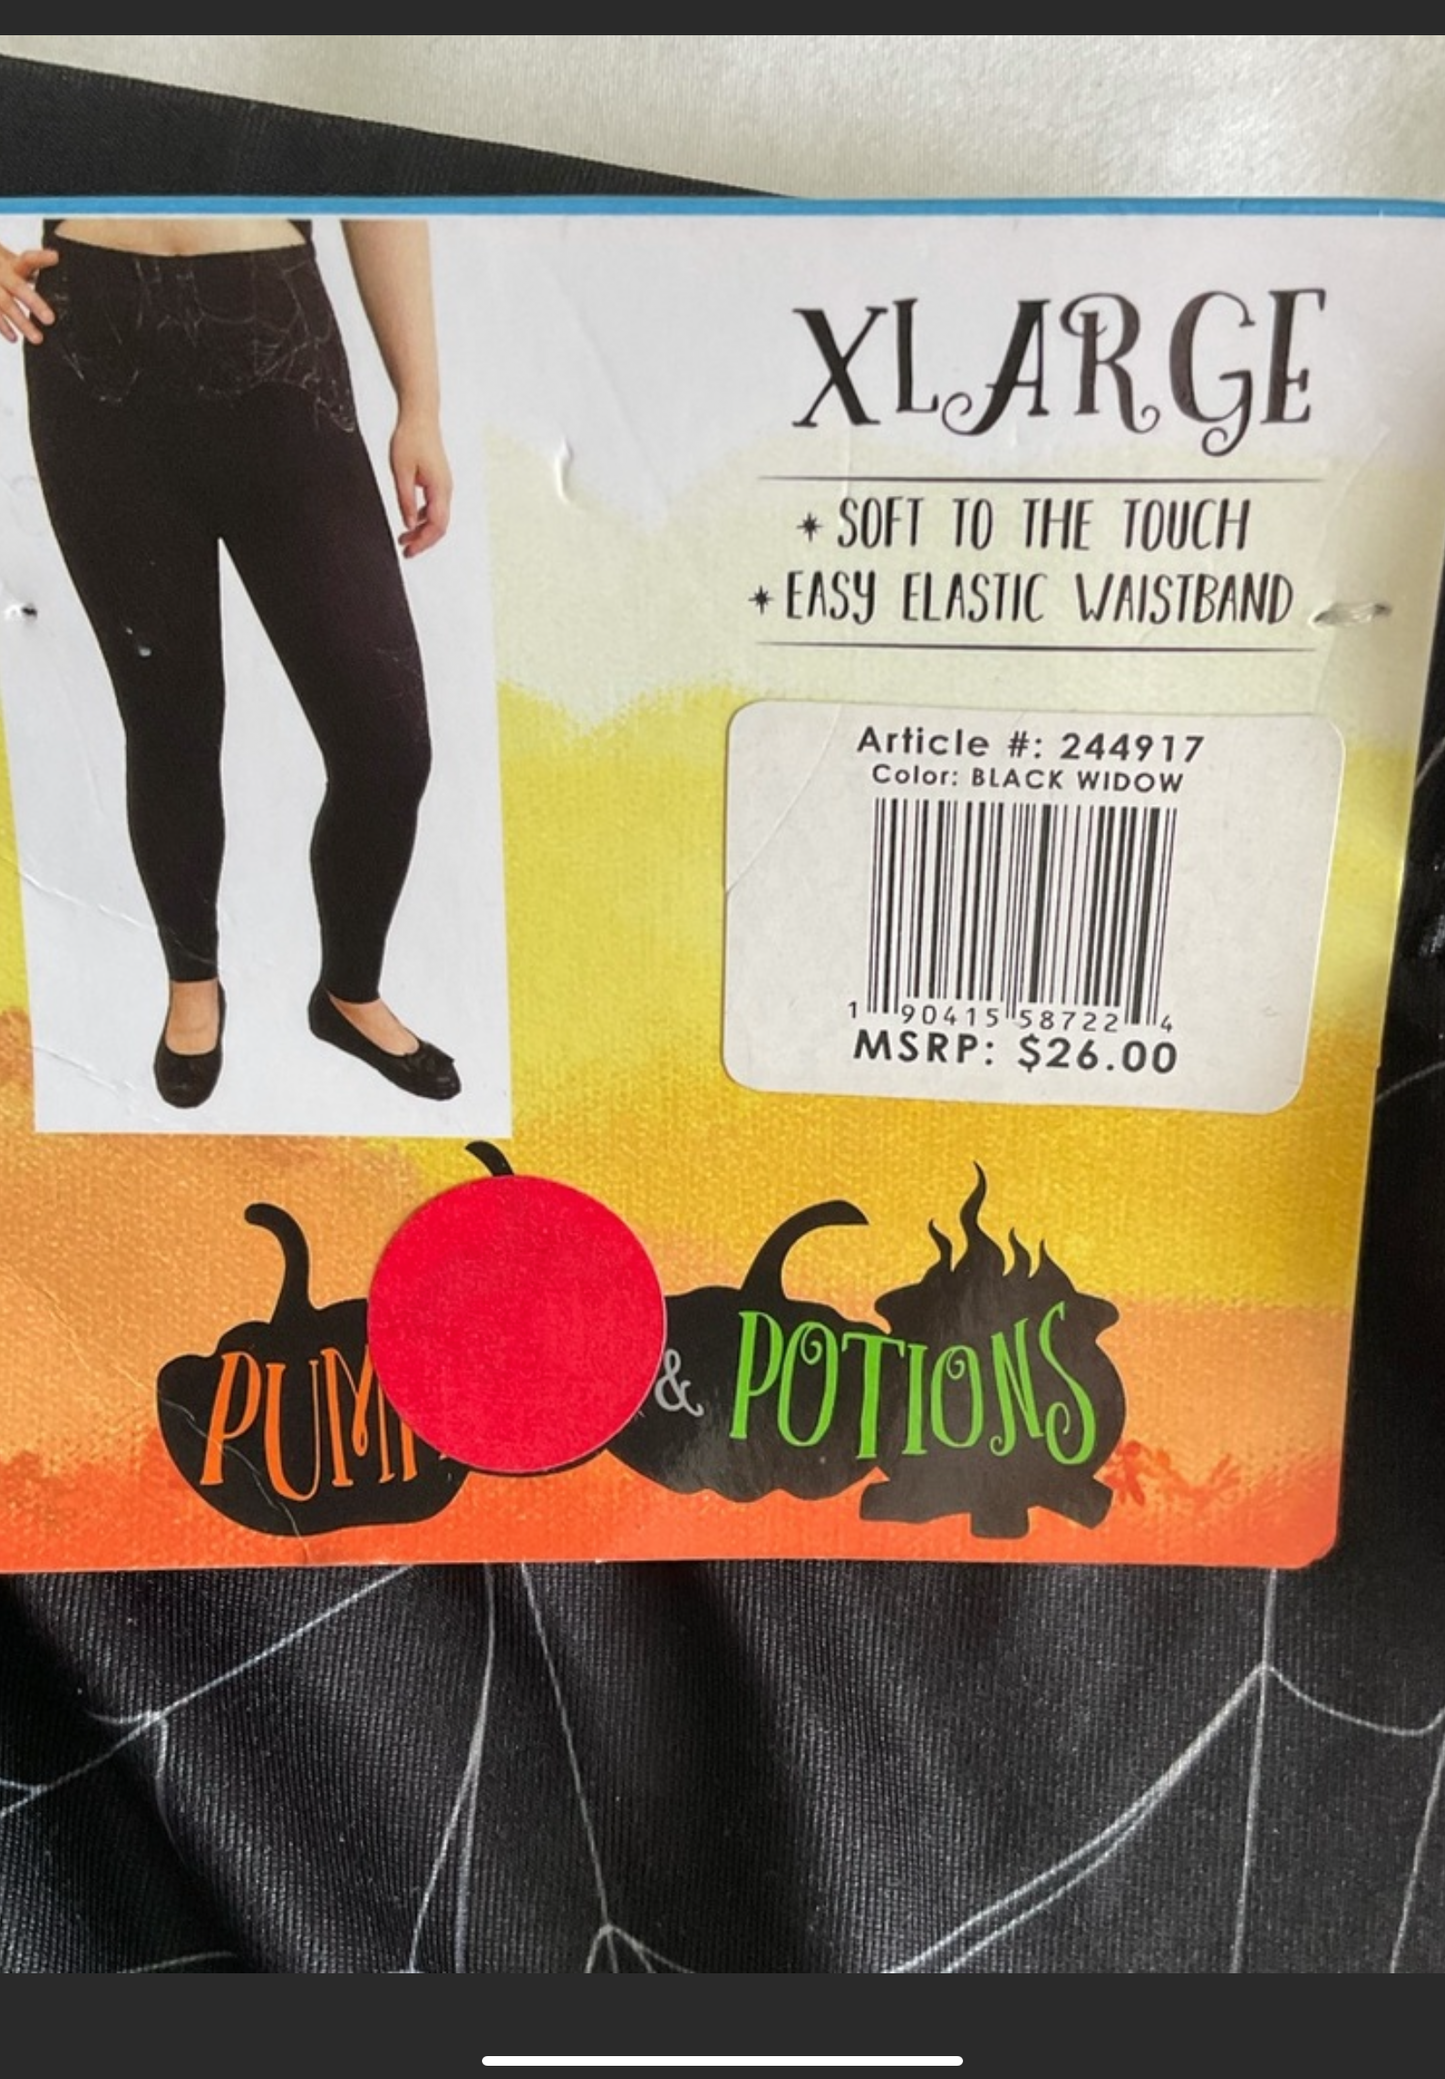 XLARGE
SOFT TO THE TOUCH
EASY ELASTIC WAISTBAND
Article #: 244917
Color: BLACK WIDOW
1 90415 58722 4
MSRP: $26.00
& POTIONS